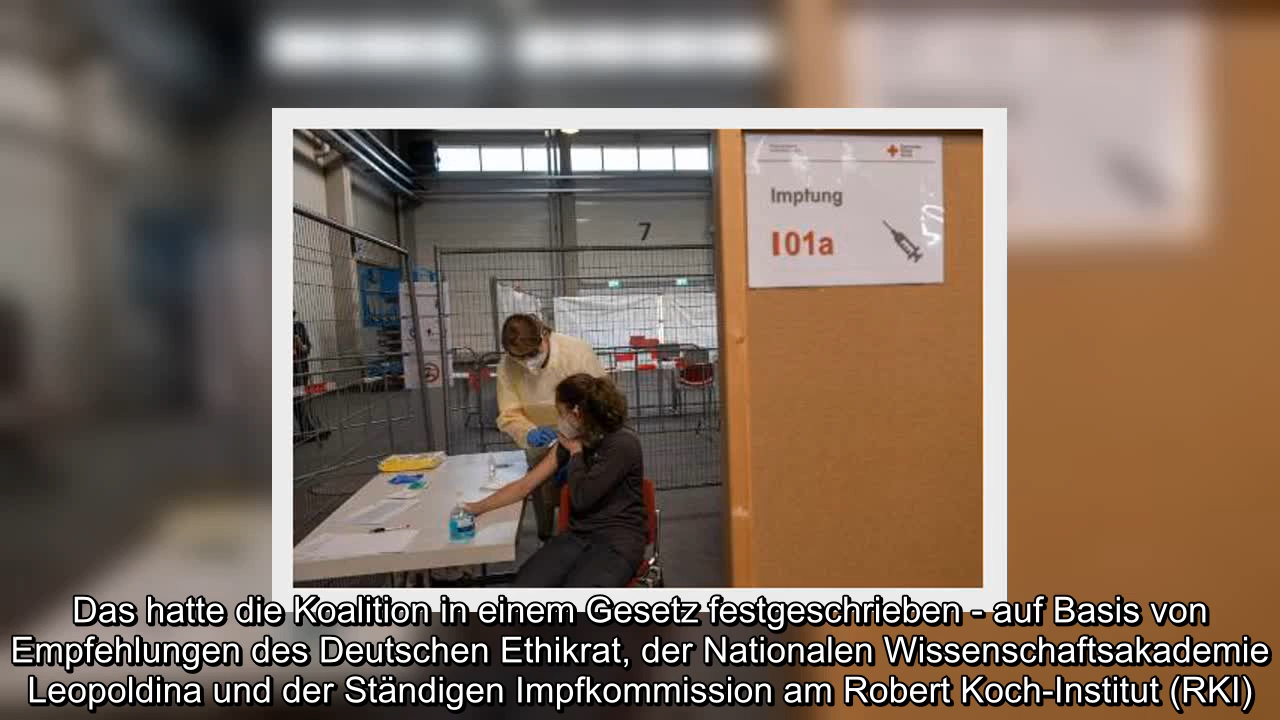 Impfung
I01a
7
Das hatte die Koalition in einem Gesetz festgeschrieben - auf Basis von
Empfehlungen des Deutschen Ethikrat, der Nationalen Wissenschaftsakademie
Leopoldina und der Ständigen Impfkommission am Robert Koch-Institut (RKI)